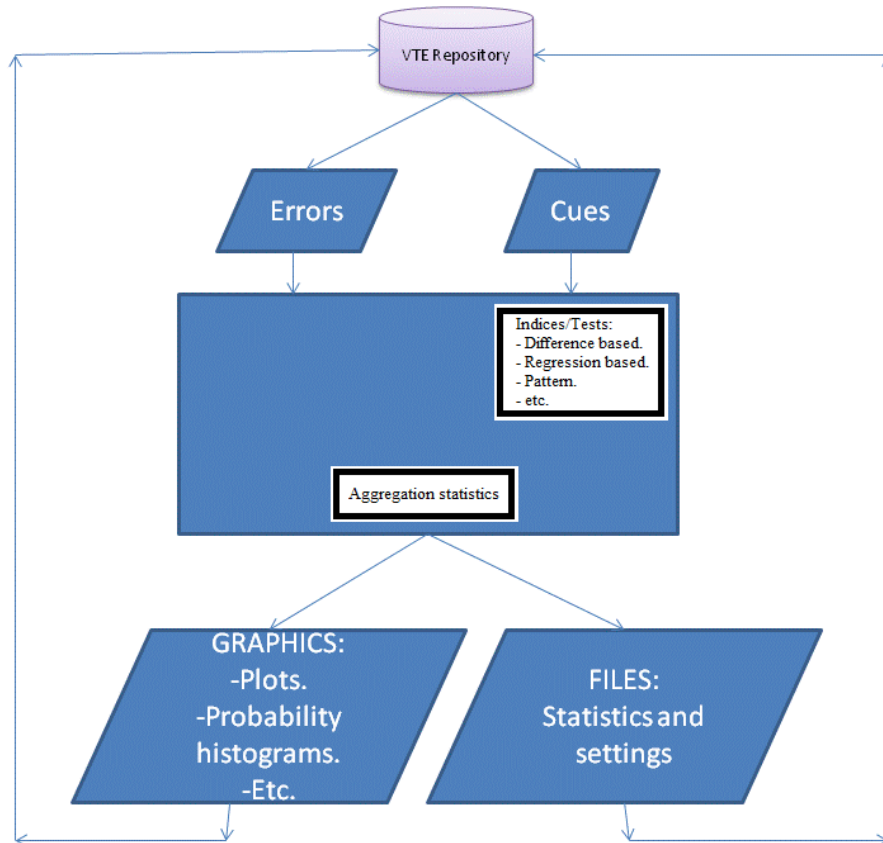 VTE Repository
Errors
Cues
Indices/Tests:
- Difference based.
- Regression based.
- Pattern.
- etc.
Aggregation statistics
GRAPHICS:
-Plots.
-Probability
histograms.
-Etc.
FILES:
Statistics and
settings